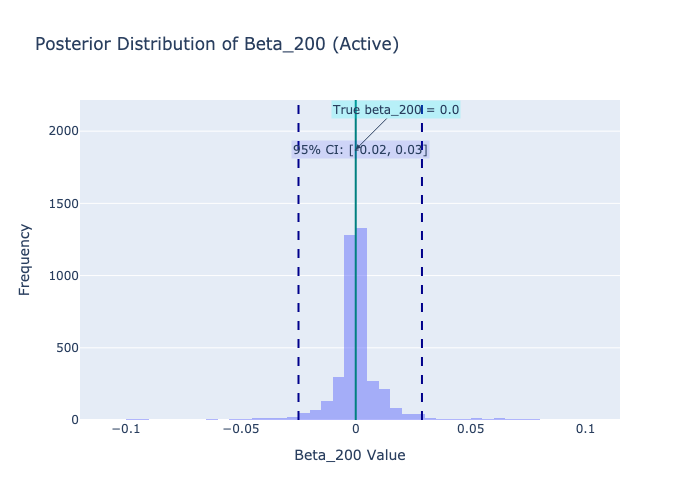 Posterior Distribution of Beta_200 (Active)
True beta_200 = 0.0
95% CI: [-0.02, 0.03]
2000
1500
1000
500
0
Frequency
−0.1
−0.05
0
0.05
0.1
Beta_200 Value